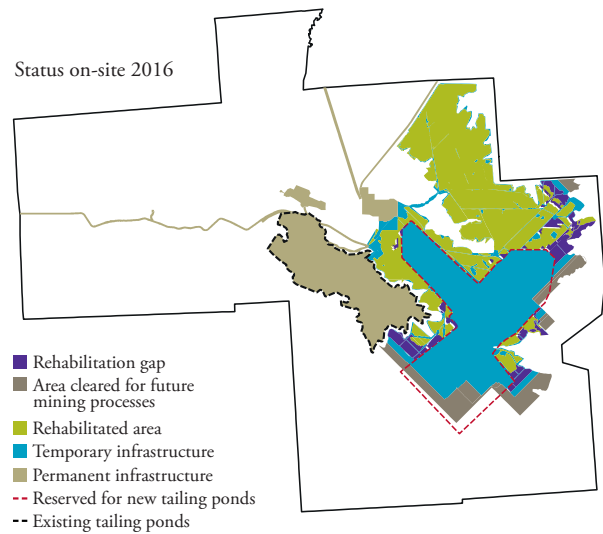 Status on-site 2016
Rehabilitation gap
Area cleared for future
mining processes
Rehabilitated area
Temporary infrastructure
Permanent infrastructure
Reserved for new tailing ponds
Existing tailing ponds